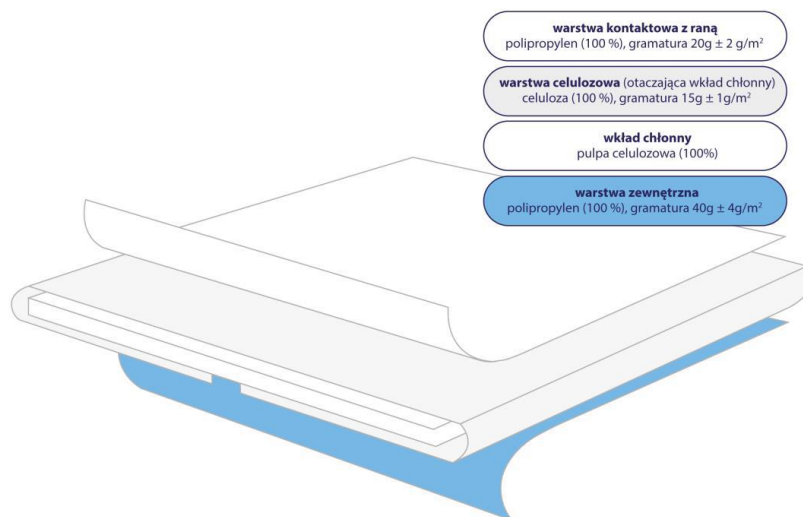 warstwa kontaktowa z raną
polipropylen (100 %), gramatura 20g ± 2 g/m²
warstwa celulozowa (otaczająca wkład chłonny)
celuloza (100 %), gramatura 15g ± 1g/m²
wkład chłonny
pulpa celulozowa (100%)
warstwa zewnętrzna
polipropylen (100 %), gramatura 40g ± 4g/m²